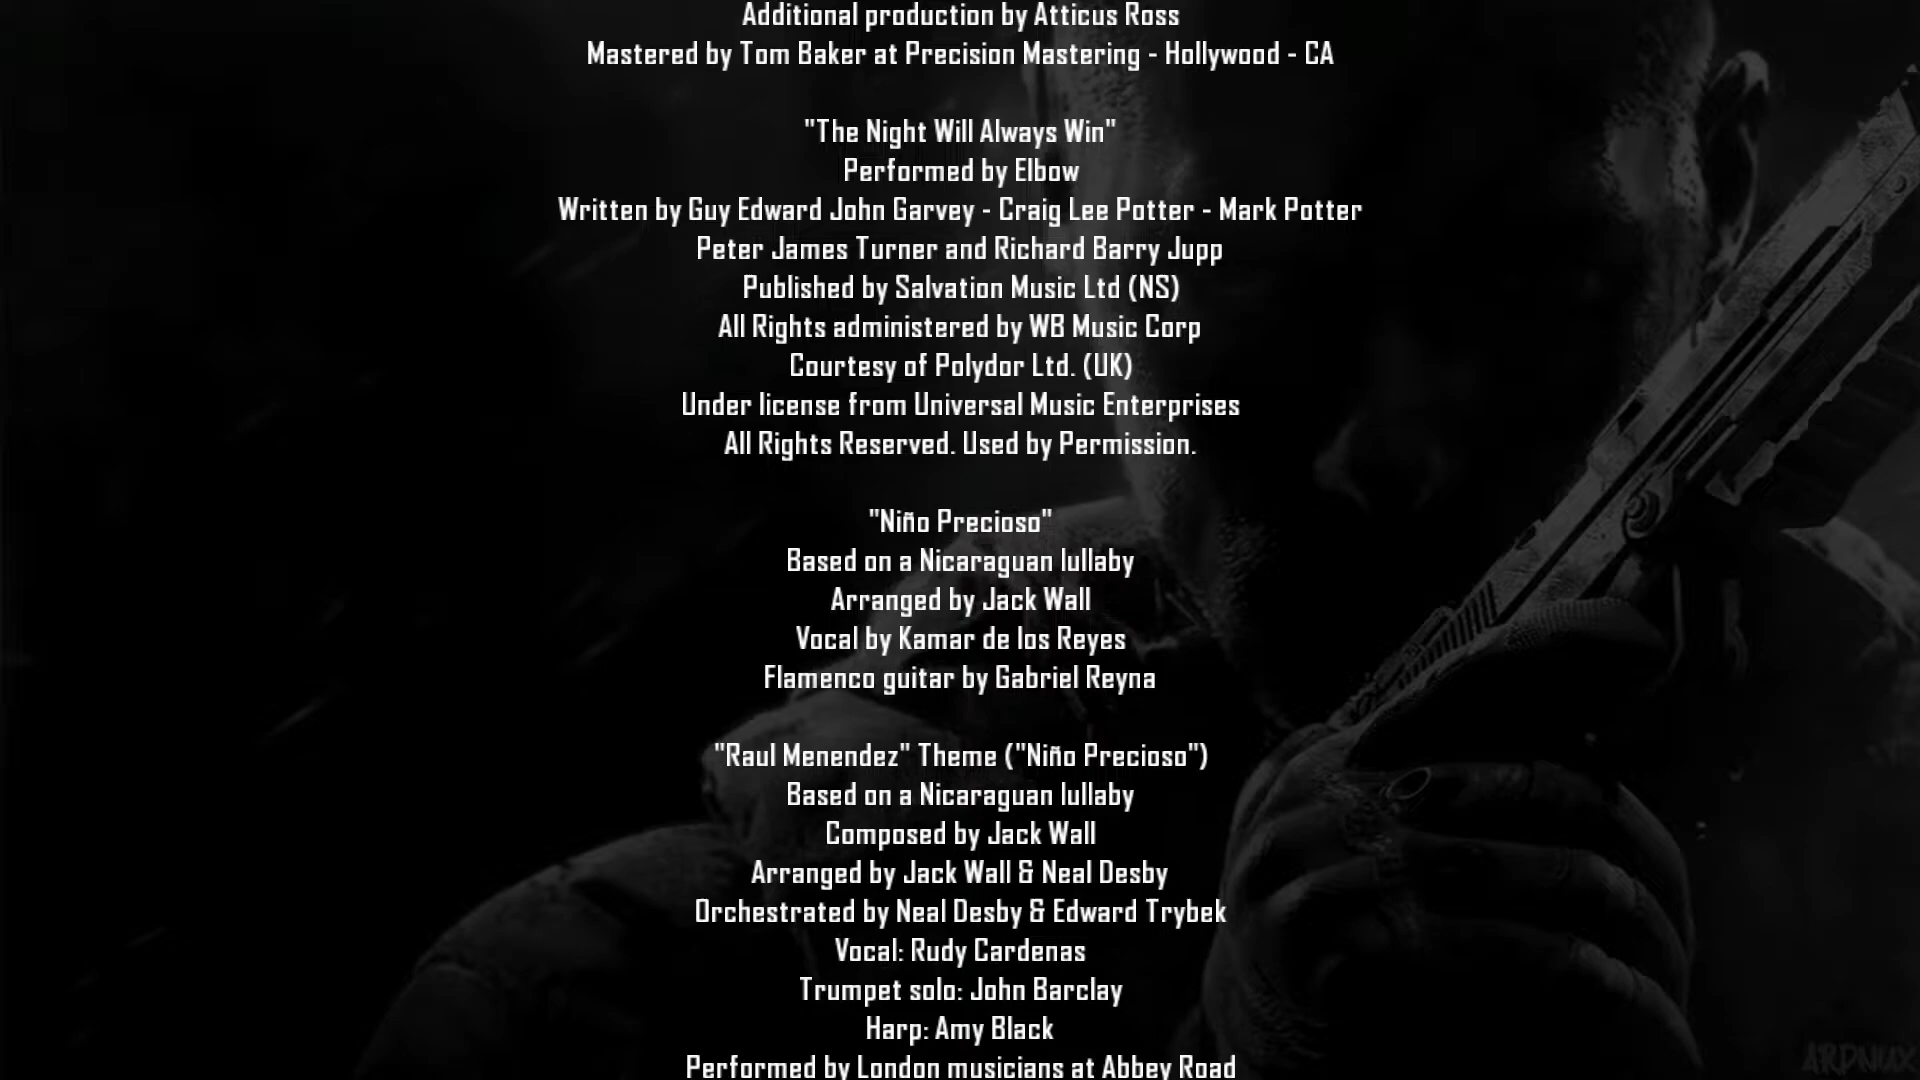 Additional production by Atticus Ross
Mastered by Tom Baker at Precision Mastering - Hollywood - CA
"The Night Will Always Win"
Performed by Elbow
Written by Guy Edward John Garvey - Craig Lee Potter - Mark Potter
Peter James Turner and Richard Barry Jupp
Published by Salvation Music Ltd (NS)
All Rights administered by WB Music Corp
Courtesy of Polydor Ltd. (UK)
Under license from Universal Music Enterprises
All Rights Reserved. Used by Permission.
"Niño Precioso"
Based on a Nicaraguan lullaby
Arranged by Jack Wall
Vocal by Kamar de los Reyes
Flamenco guitar by Gabriel Reyna
"Raul Menendez" Theme ("Niño Precioso")
Based on a Nicaraguan lullaby
Composed by Jack Wall
Arranged by Jack Wall & Neal Desby
Orchestrated by Neal Desby & Edward Trybek
Vocal: Rudy Cardenas
Trumpet solo: John Barclay
Harp: Amy Black
Performed by London musicians at Abbey Road
ARDNUX